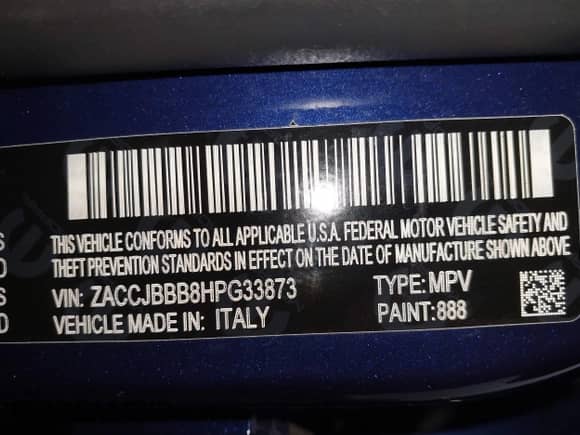 S
D
S
D
THIS VEHICLE CONFORMS TO ALL APPLICABLE U.S.A. FEDERAL MOTOR VEHICLE SAFETY AND
THEFT PREVENTION STANDARDS IN EFFECT ON THE DATE OF MANUFACTURE SHOWN ABOVE
VIN: ZACCJBBB8HPG33873 TYPE: MPV
VEHICLE MADE IN: ITALY PAINT: 888